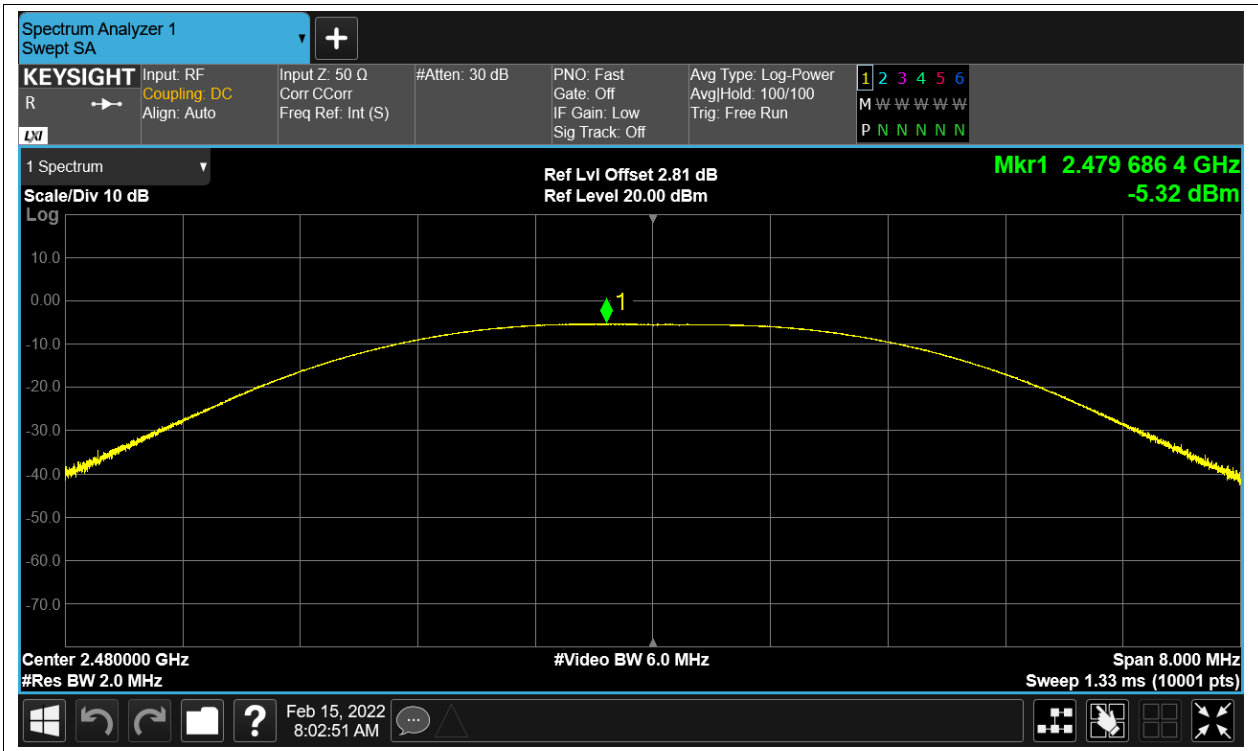 Spectrum Analyzer 1
Swept SA
+
KEYSIGHT Input: RF Input Z: 50 Ω #Atten: 30 dB PNO: Fast Avg Type: Log-Power 1 2 3 4 5 6
R Coupling: DC Corr CCorr Gate: Off Avg|Hold: 100/100 M W W W W W W
Align: Auto Freq Ref: Int (S) IF Gain: Low Trig: Free Run
LXI Sig Track: Off P N N N N N N
1 Spectrum
Ref Lvl Offset 2.81 dB Mkr1 2.479 686 4 GHz
Scale/Div 10 dB Ref Level 20.00 dBm -5.32 dBm
Log
10.0
0.00
1
-10.0
-20.0
-30.0
-40.0
-50.0
-60.0
-70.0
Center 2.480000 GHz #Video BW 6.0 MHz Span 8.000 MHz
#Res BW 2.0 MHz Sweep 1.33 ms (10001 pts)
? Feb 15, 2022
8:02:51 AM